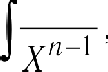 ∫ ‾‾‾‾
X^{n-1} ,